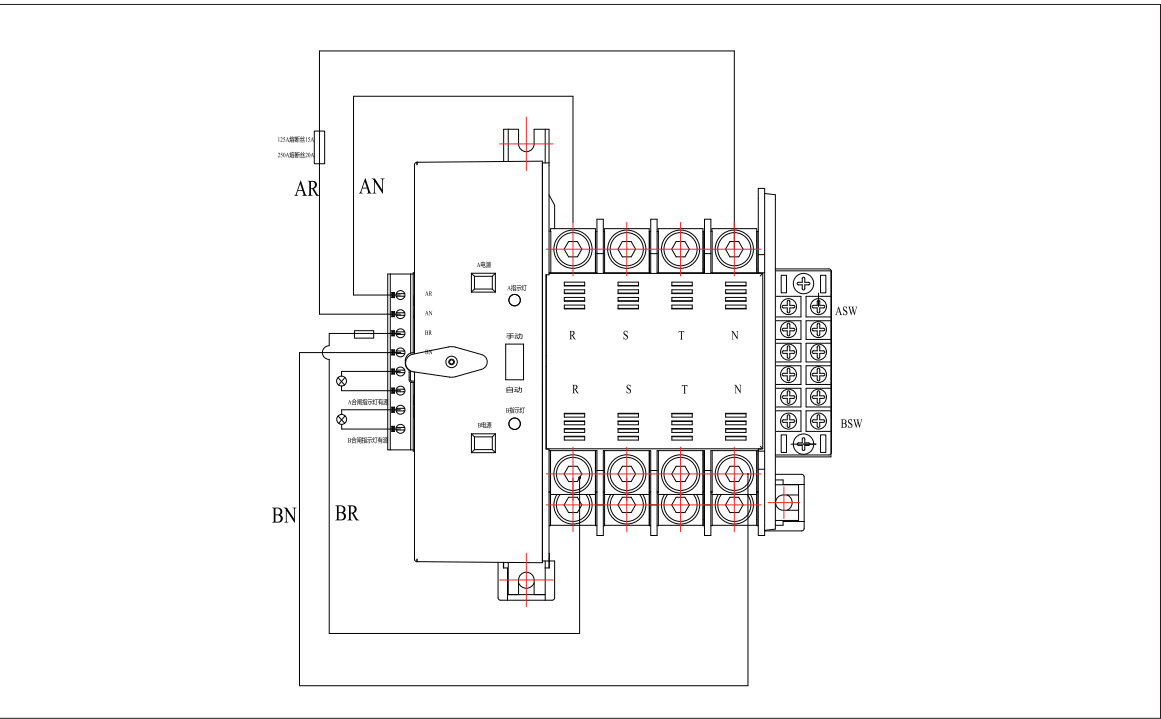 125A熔断丝15A
250A熔断丝20A
AR
AN
A电源
A指示灯
AR
AN
BR
BN
手动
自动
R S T N
R S T N
ASW
BSW
A合闸指示灯有源
B合闸指示灯有源
B指示灯
B电源
BN
BR